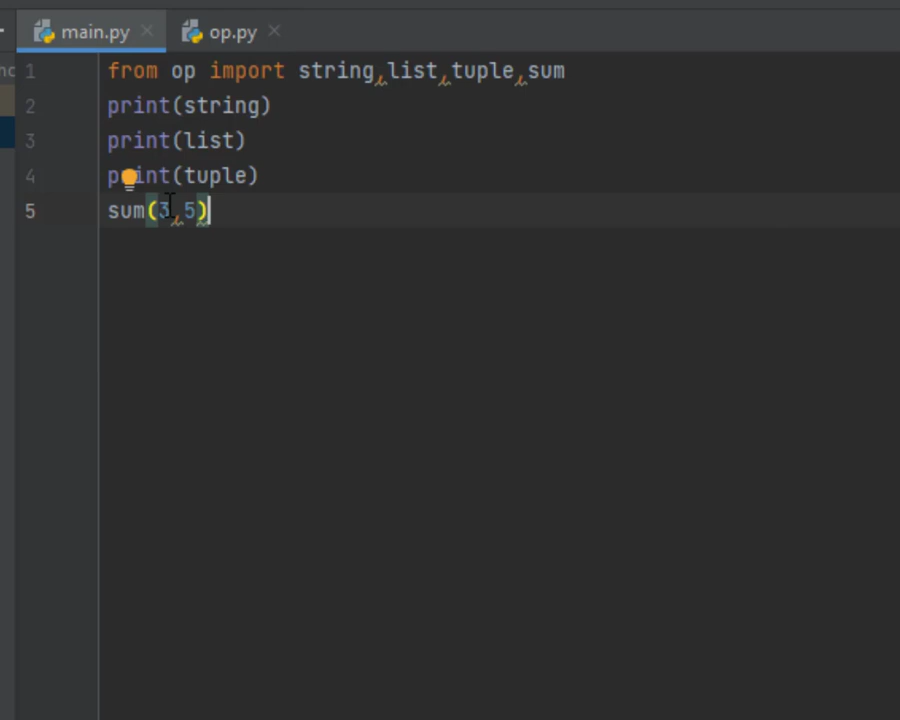 main.py op.py
ho
1 from op import string,list,tuple,sum
2 print(string)
3 print(list)
4 print(tuple)
5 sum(3,5)